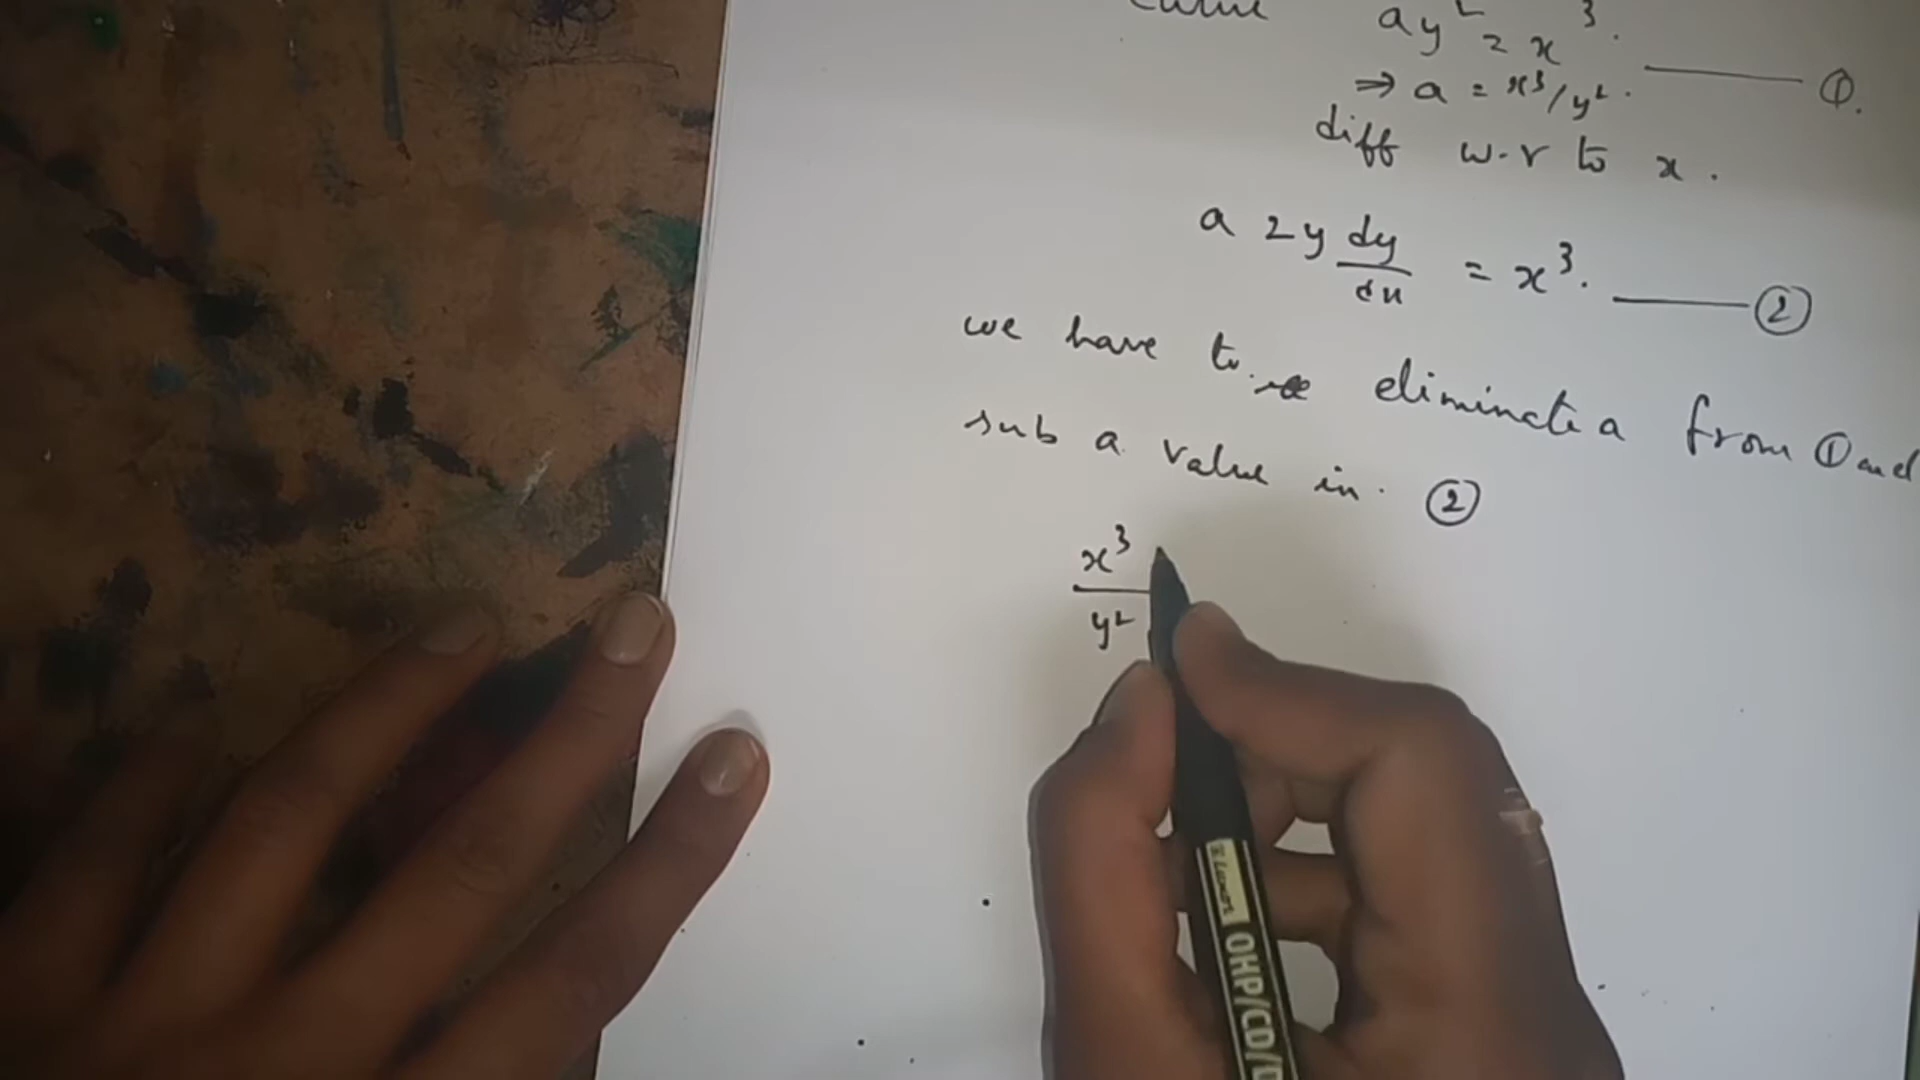 ay² = x³. ——— ①.
⇒ a = x³/y².
diff w.r to x.
a 2y dy/dx = x³. ——— ②
we have to eliminate a from ① and
sub a value in. ②
x³
y²
Luxor OHP/CD/